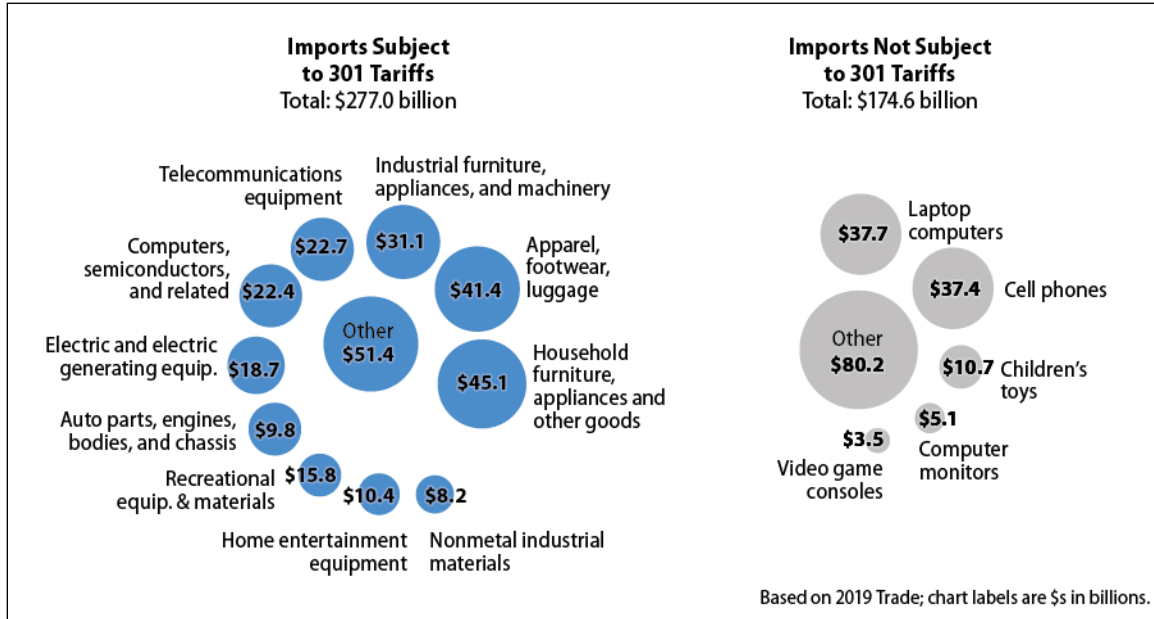 Imports Subject
to 301 Tariffs
Total: $277.0 billion
Telecommunications
equipment
$22.7
Industrial furniture,
appliances, and machinery
$31.1
Computers,
semiconductors,
and related
$22.4
Apparel,
footwear,
luggage
$41.4
Other
$51.4
Electric and electric
generating equip.
$18.7
Household
furniture,
appliances and
other goods
$45.1
Auto parts, engines,
bodies, and chassis
$9.8
Recreational
equip. & materials
$15.8
Home entertainment
equipment
$10.4
Nonmetal industrial
materials
$8.2
Imports Not Subject
to 301 Tariffs
Total: $174.6 billion
Laptop
computers
$37.7
Cell phones
$37.4
Other
$80.2
Children's
toys
$10.7
Computer
monitors
$5.1
Video game
consoles
$3.5
Based on 2019 Trade; chart labels are $s in billions.